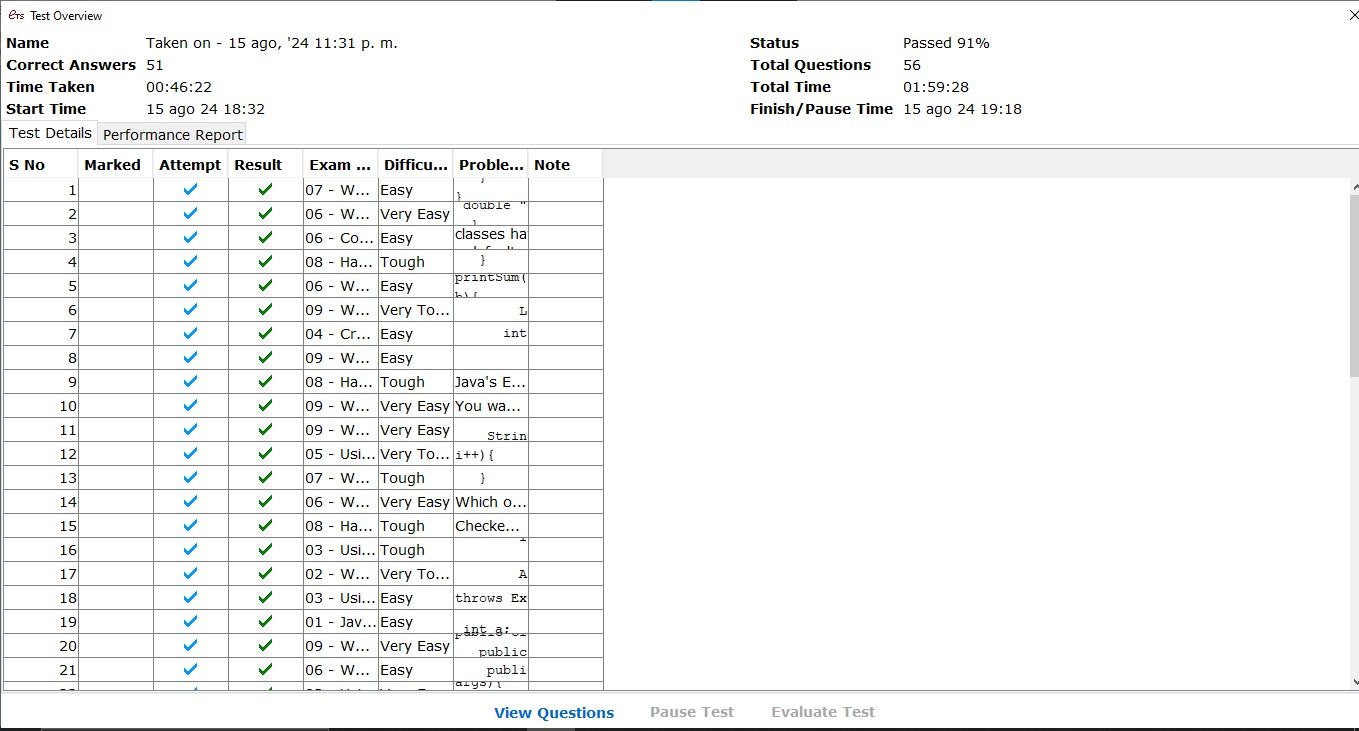 ETS Test Overview
Name Taken on - 15 ago, '24 11:31 p. m. Status Passed 91%
Correct Answers 51 Total Questions 56
Time Taken 00:46:22 Total Time 01:59:28
Start Time 15 ago 24 18:32 Finish/Pause Time 15 ago 24 19:18
Test Details Performance Report
S No Marked Attempt Result Exam ... Difficu... Proble... Note
1 07 - W... Easy }
2 06 - W... Very Easy double "
3 06 - Co... Easy classes ha
4 08 - Ha... Tough }
5 06 - W... Easy printSum(
6 09 - W... Very To... L
7 04 - Cr... Easy int
8 09 - W... Easy
9 08 - Ha... Tough Java's E...
10 09 - W... Very Easy You wa...
11 09 - W... Very Easy Strin
12 05 - Usi... Very To... i++){
13 07 - W... Tough }
14 06 - W... Very Easy Which o...
15 08 - Ha... Tough Checke...
16 03 - Usi... Tough
17 02 - W... Very To... A
18 03 - Usi... Easy throws Ex
19 01 - Jav... Easy int a;
20 09 - W... Very Easy public
21 06 - W... Easy publi
args){
View Questions Pause Test Evaluate Test